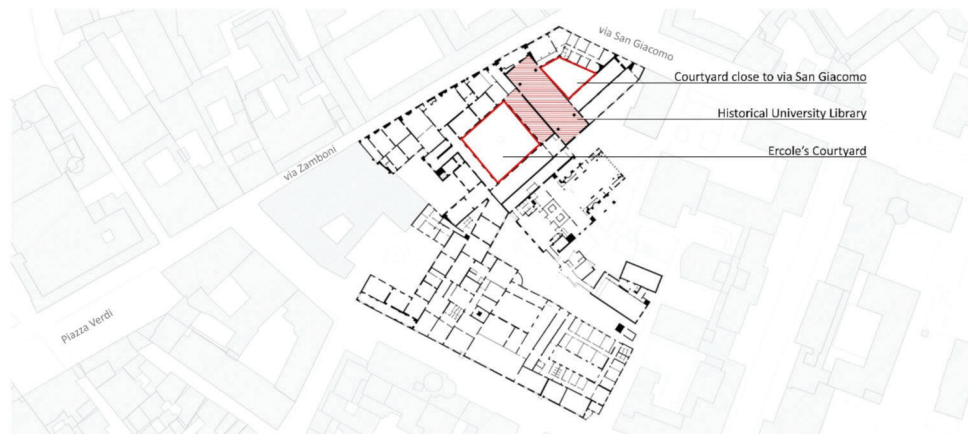 via San Giacomo
Courtyard close to via San Giacomo
Historical University Library
Ercole's Courtyard
via Zamboni
Piazza Verdi